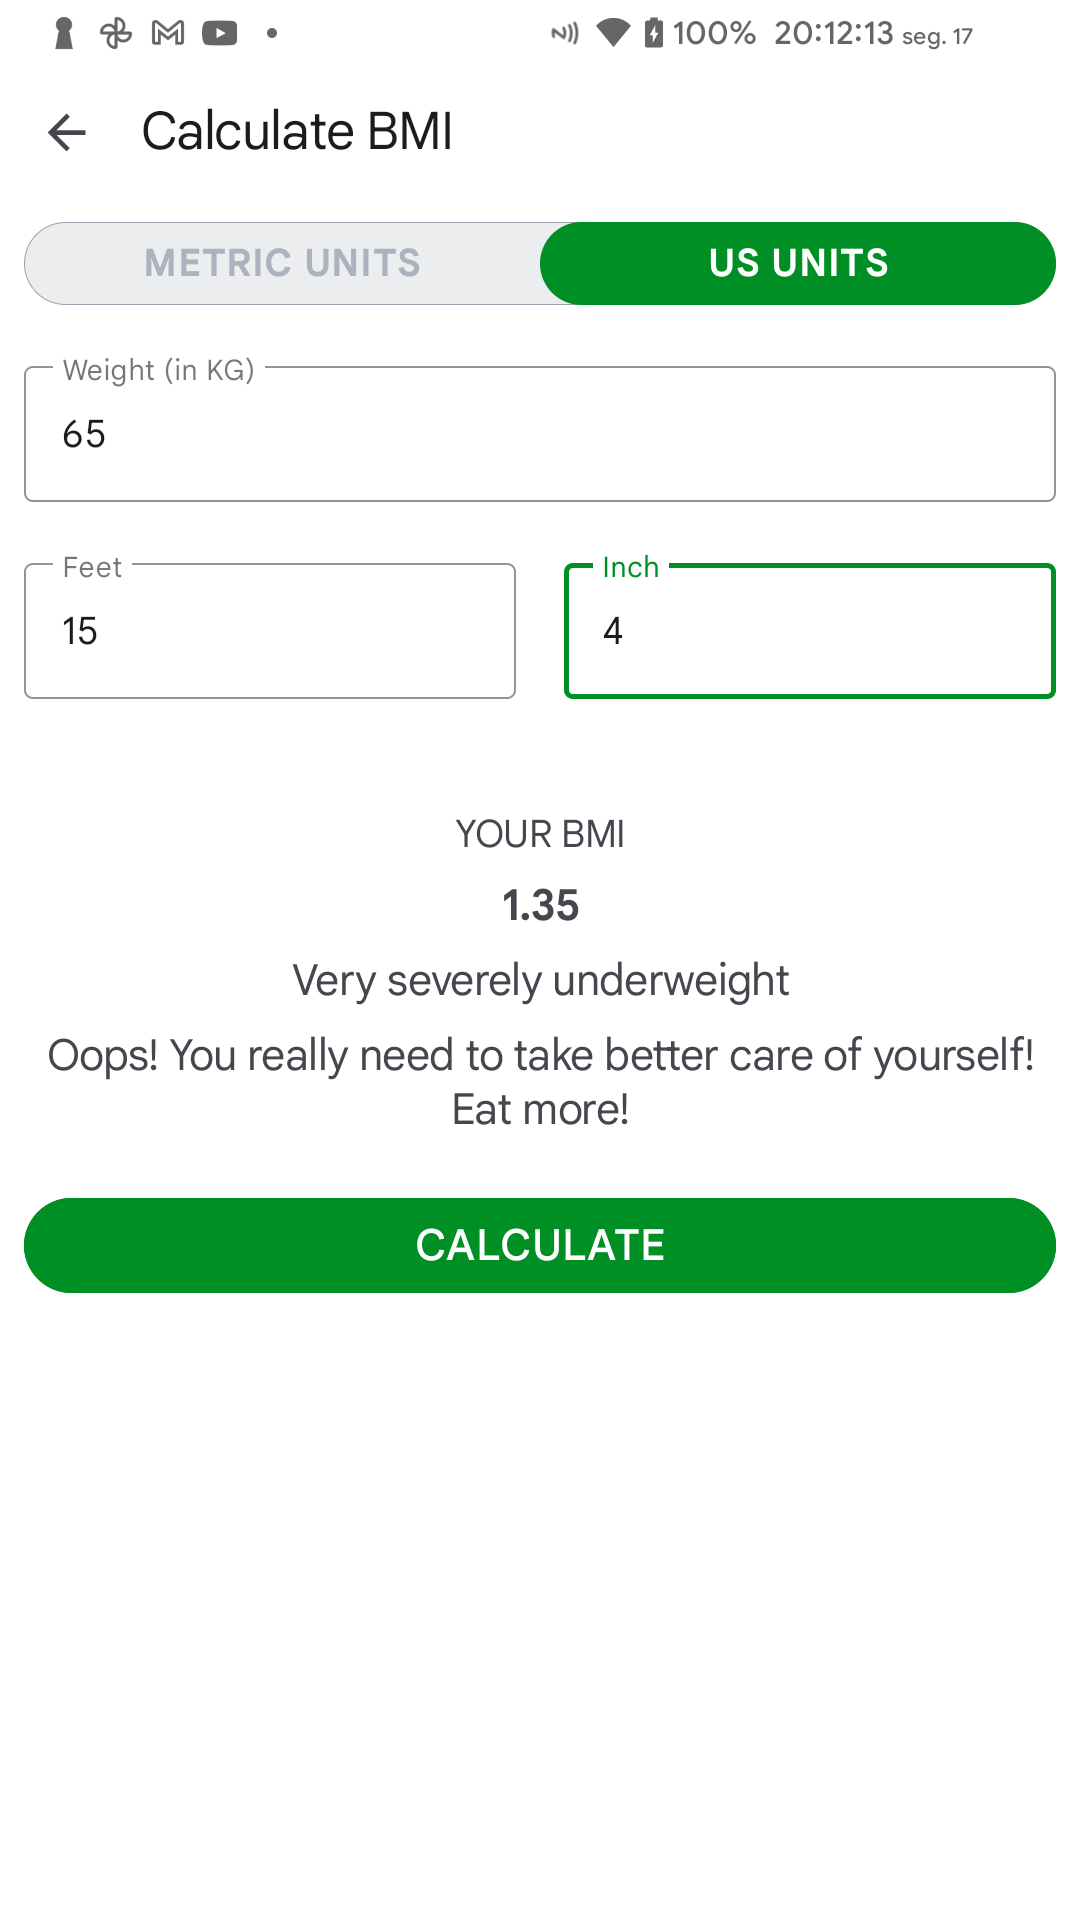 100% 20:12:13 seg. 17
Calculate BMI
METRIC UNITS US UNITS
Weight (in KG)
65
Feet Inch
15 4
YOUR BMI
1.35
Very severely underweight
Oops! You really need to take better care of yourself!
Eat more!
CALCULATE